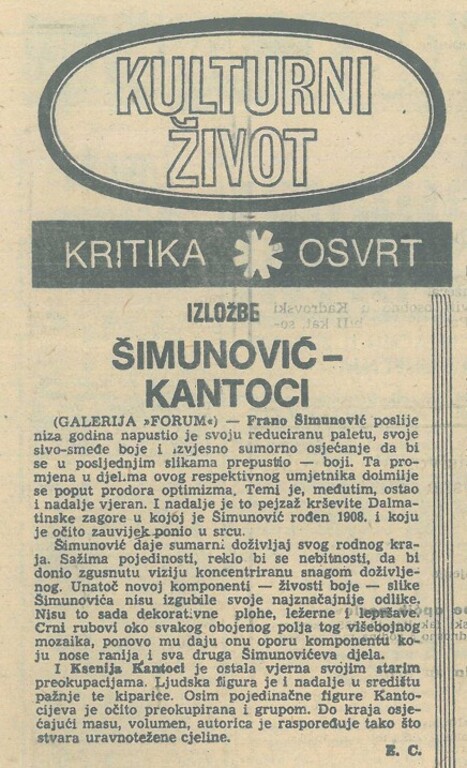 KULTURNI
ŽIVOT
KRITIKA OSVRT
IZLOŽBE
ŠIMUNOVIĆ –
KANTOCI
(GALERIJA »FORUM«) — Frano Šimunović poslije
niza godina napustio je svoju reduciranu paletu, svoje
sivo-smeđe boje i izvjesno sumorno osjećanje da bi
se u posljednjim slikama prepustio — boji. Ta pro-
mjena u djelima ovog respektivnog umjetnika doimlje
se poput prodora optimizma. Temi je, međutim, ostao
i nadalje vjeran. I nadalje je to pejzaž krševite Dalma-
tinske zagore u kojoj je Šimunović rođen 1908. i koju
je očito zauvijek ponio u srcu.
Šimunović daje sumarni doživljaj svog rodnog kra-
ja. Sažima pojedinosti, reklo bi se nebitnosti, da bi
donio zgusnutu viziju koncentriranu snagom doživlje-
nog. Unatoč novoj komponenti — živosti boje — slike
Šimunovića nisu izgubile svoje najznačajnije odlike.
Nisu to sada dekorativne plohe, ležerne i lepršave.
Crni rubovi oko svakog obojenog polja tog višebojnog
mozaika, ponovo mu daju onu oporu komponentu ko-
ju nose ranija i sva druga Šimunovićeva djela.
I Ksenija Kantoci je ostala vjerna svojim starim
preokupacijama. Ljudska figura je i nadalje u središtu
pažnje te kiparice. Osim pojedinačne figure Kanto-
cijeva je očito preokupirana i grupom. Do kraja osje-
ćajući masu, volumen, autorica je raspoređuje tako što
stvara uravnotežene cjeline.
E. C.